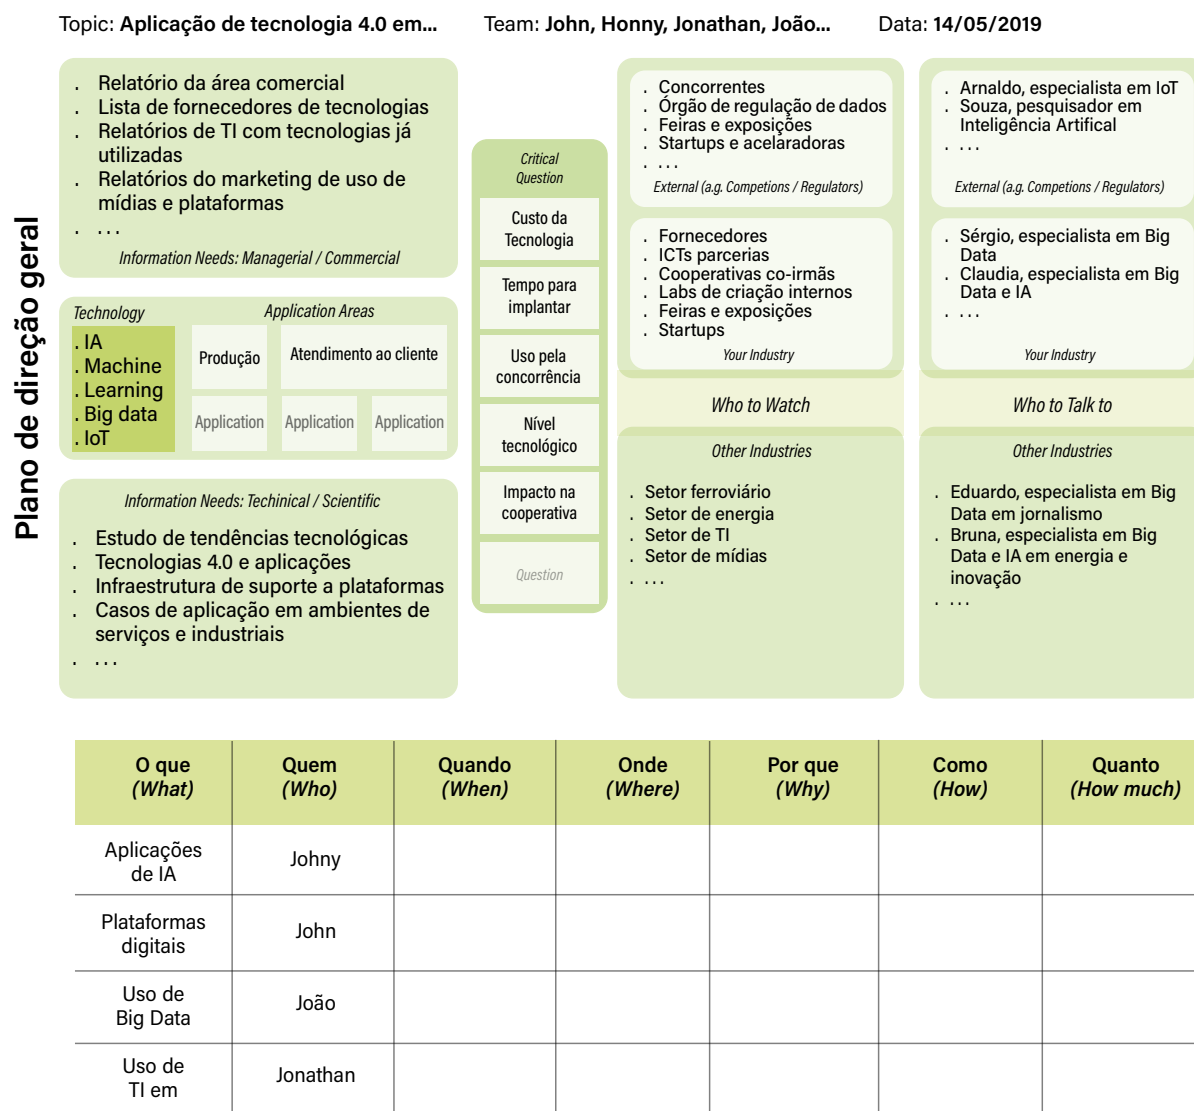 Topic: Aplicação de tecnologia 4.0 em...
Team: John, Honny, Jonathan, João...
Data: 14/05/2019
Plano de direção geral
. Relatório da área comercial
. Lista de fornecedores de tecnologias
. Relatórios de TI com tecnologias já
utilizadas
. Relatórios do marketing de uso de
mídias e plataformas
. ...
Information Needs: Managerial / Commercial
Technology
. IA
. Machine
. Learning
. Big data
. IoT
Application Areas
Produção
Atendimento ao cliente
Application
Application
Application
Information Needs: Techinical / Scientific
. Estudo de tendências tecnológicas
. Tecnologias 4.0 e aplicações
. Infraestrutura de suporte a plataformas
. Casos de aplicação em ambientes de
serviços e industriais
. ...
Critical
Question
Custo da
Tecnologia
Tempo para
implantar
Uso pela
concorrência
Nível
tecnológico
Impacto na
cooperativa
Question
. Concorrentes
. Órgão de regulação de dados
. Feiras e exposições
. Startups e acelaradoras
. ...
External (a.g. Competions / Regulators)
. Fornecedores
. ICTs parcerias
. Cooperativas co-irmãs
. Labs de criação internos
. Feiras e exposições
. Startups
Your Industry
Who to Watch
Other Industries
. Setor ferroviário
. Setor de energia
. Setor de TI
. Setor de mídias
. ...
. Arnaldo, especialista em IoT
. Souza, pesquisador em
Inteligência Artifical
. ...
External (a.g. Competions / Regulators)
. Sérgio, especialista em Big
Data
. Claudia, especialista em Big
Data e IA
. ...
Your Industry
Who to Talk to
Other Industries
. Eduardo, especialista em Big
Data em jornalismo
. Bruna, especialista em Big
Data e IA em energia e
inovação
. ...
O que
(What)
Quem
(Who)
Quando
(When)
Onde
(Where)
Por que
(Why)
Como
(How)
Quanto
(How much)
Aplicações
de IA
Johny
Plataformas
digitais
John
Uso de
Big Data
João
Uso de
TI em
Jonathan